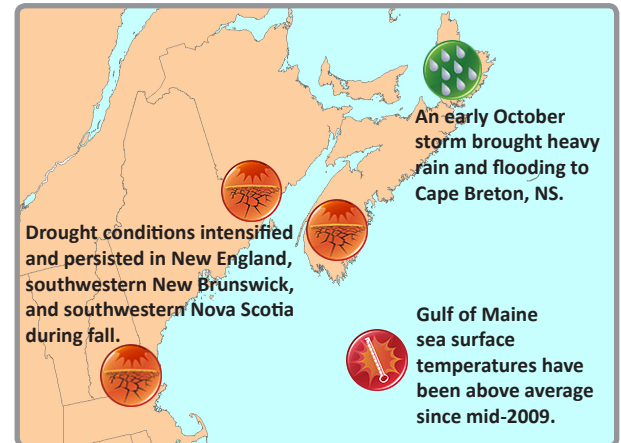 An early October
storm brought heavy
rain and flooding to
Cape Breton, NS.
Drought conditions intensified
and persisted in New England,
southwestern New Brunswick,
and southwestern Nova Scotia
during fall.
Gulf of Maine
sea surface
temperatures have
been above average
since mid-2009.